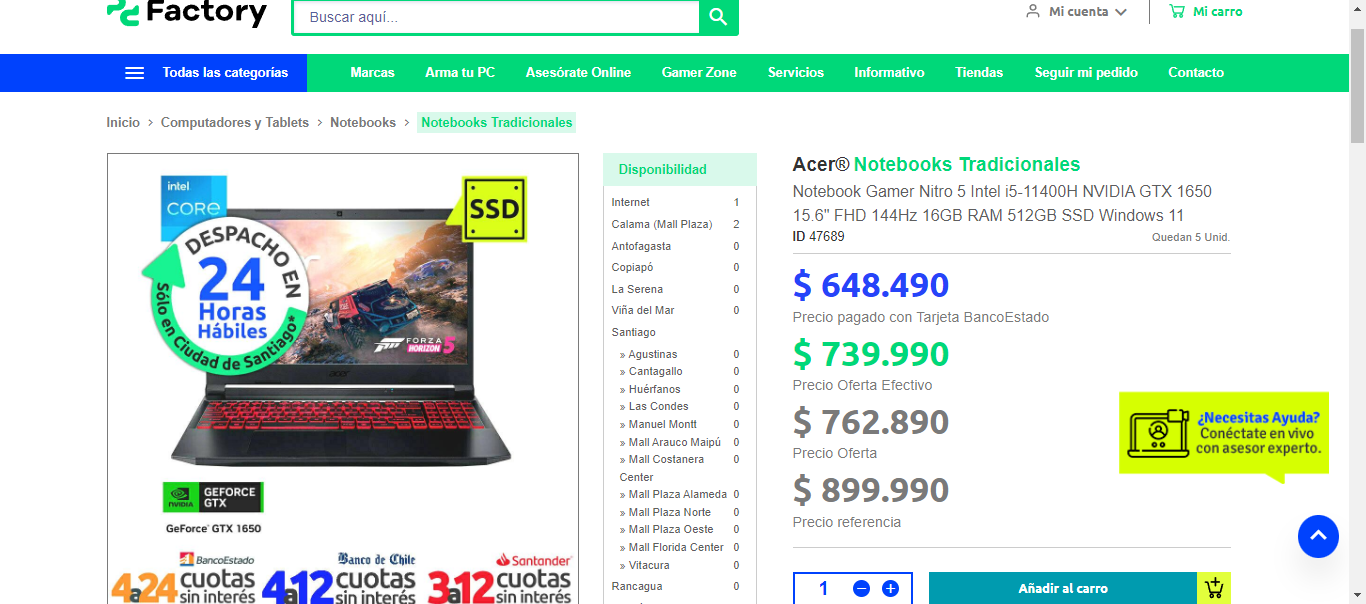 Factory
Buscar aquí...
Mi cuenta
Mi carro
Todas las categorías
Marcas
Arma tu PC
Asesórate Online
Gamer Zone
Servicios
Informativo
Tiendas
Seguir mi pedido
Contacto
Inicio > Computadores y Tablets > Notebooks > Notebooks Tradicionales
intel
CORE
SSD
DESPACHO EN
24
Horas
Hábiles
Sólo en Ciudad de Santiago*
FORZA
HORIZON 5
acer
NVIDIA
GEFORCE
GTX
GeForce® GTX 1650
BancoEstado
4a24 cuotas
sin interés
Banco de Chile
4a12 cuotas
sin interés
Santander
3a12 cuotas
sin interés
Disponibilidad
Internet 1
Calama (Mall Plaza) 2
Antofagasta 0
Copiapó 0
La Serena 0
Viña del Mar 0
Santiago
» Agustinas 0
» Cantagallo 0
» Huérfanos 0
» Las Condes 0
» Manuel Montt 0
» Mall Arauco Maipú 0
» Mall Costanera 0
Center
» Mall Plaza Alameda 0
» Mall Plaza Norte 0
» Mall Plaza Oeste 0
» Mall Florida Center 0
» Vitacura 0
Rancagua 0
Acer® Notebooks Tradicionales
Notebook Gamer Nitro 5 Intel i5-11400H NVIDIA GTX 1650
15.6" FHD 144Hz 16GB RAM 512GB SSD Windows 11
ID 47689
Quedan 5 Unid.
$ 648.490
Precio pagado con Tarjeta BancoEstado
$ 739.990
Precio Oferta Efectivo
$ 762.890
Precio Oferta
$ 899.990
Precio referencia
1
Añadir al carro
¿Necesitas Ayuda?
Conéctate en vivo
con asesor experto.